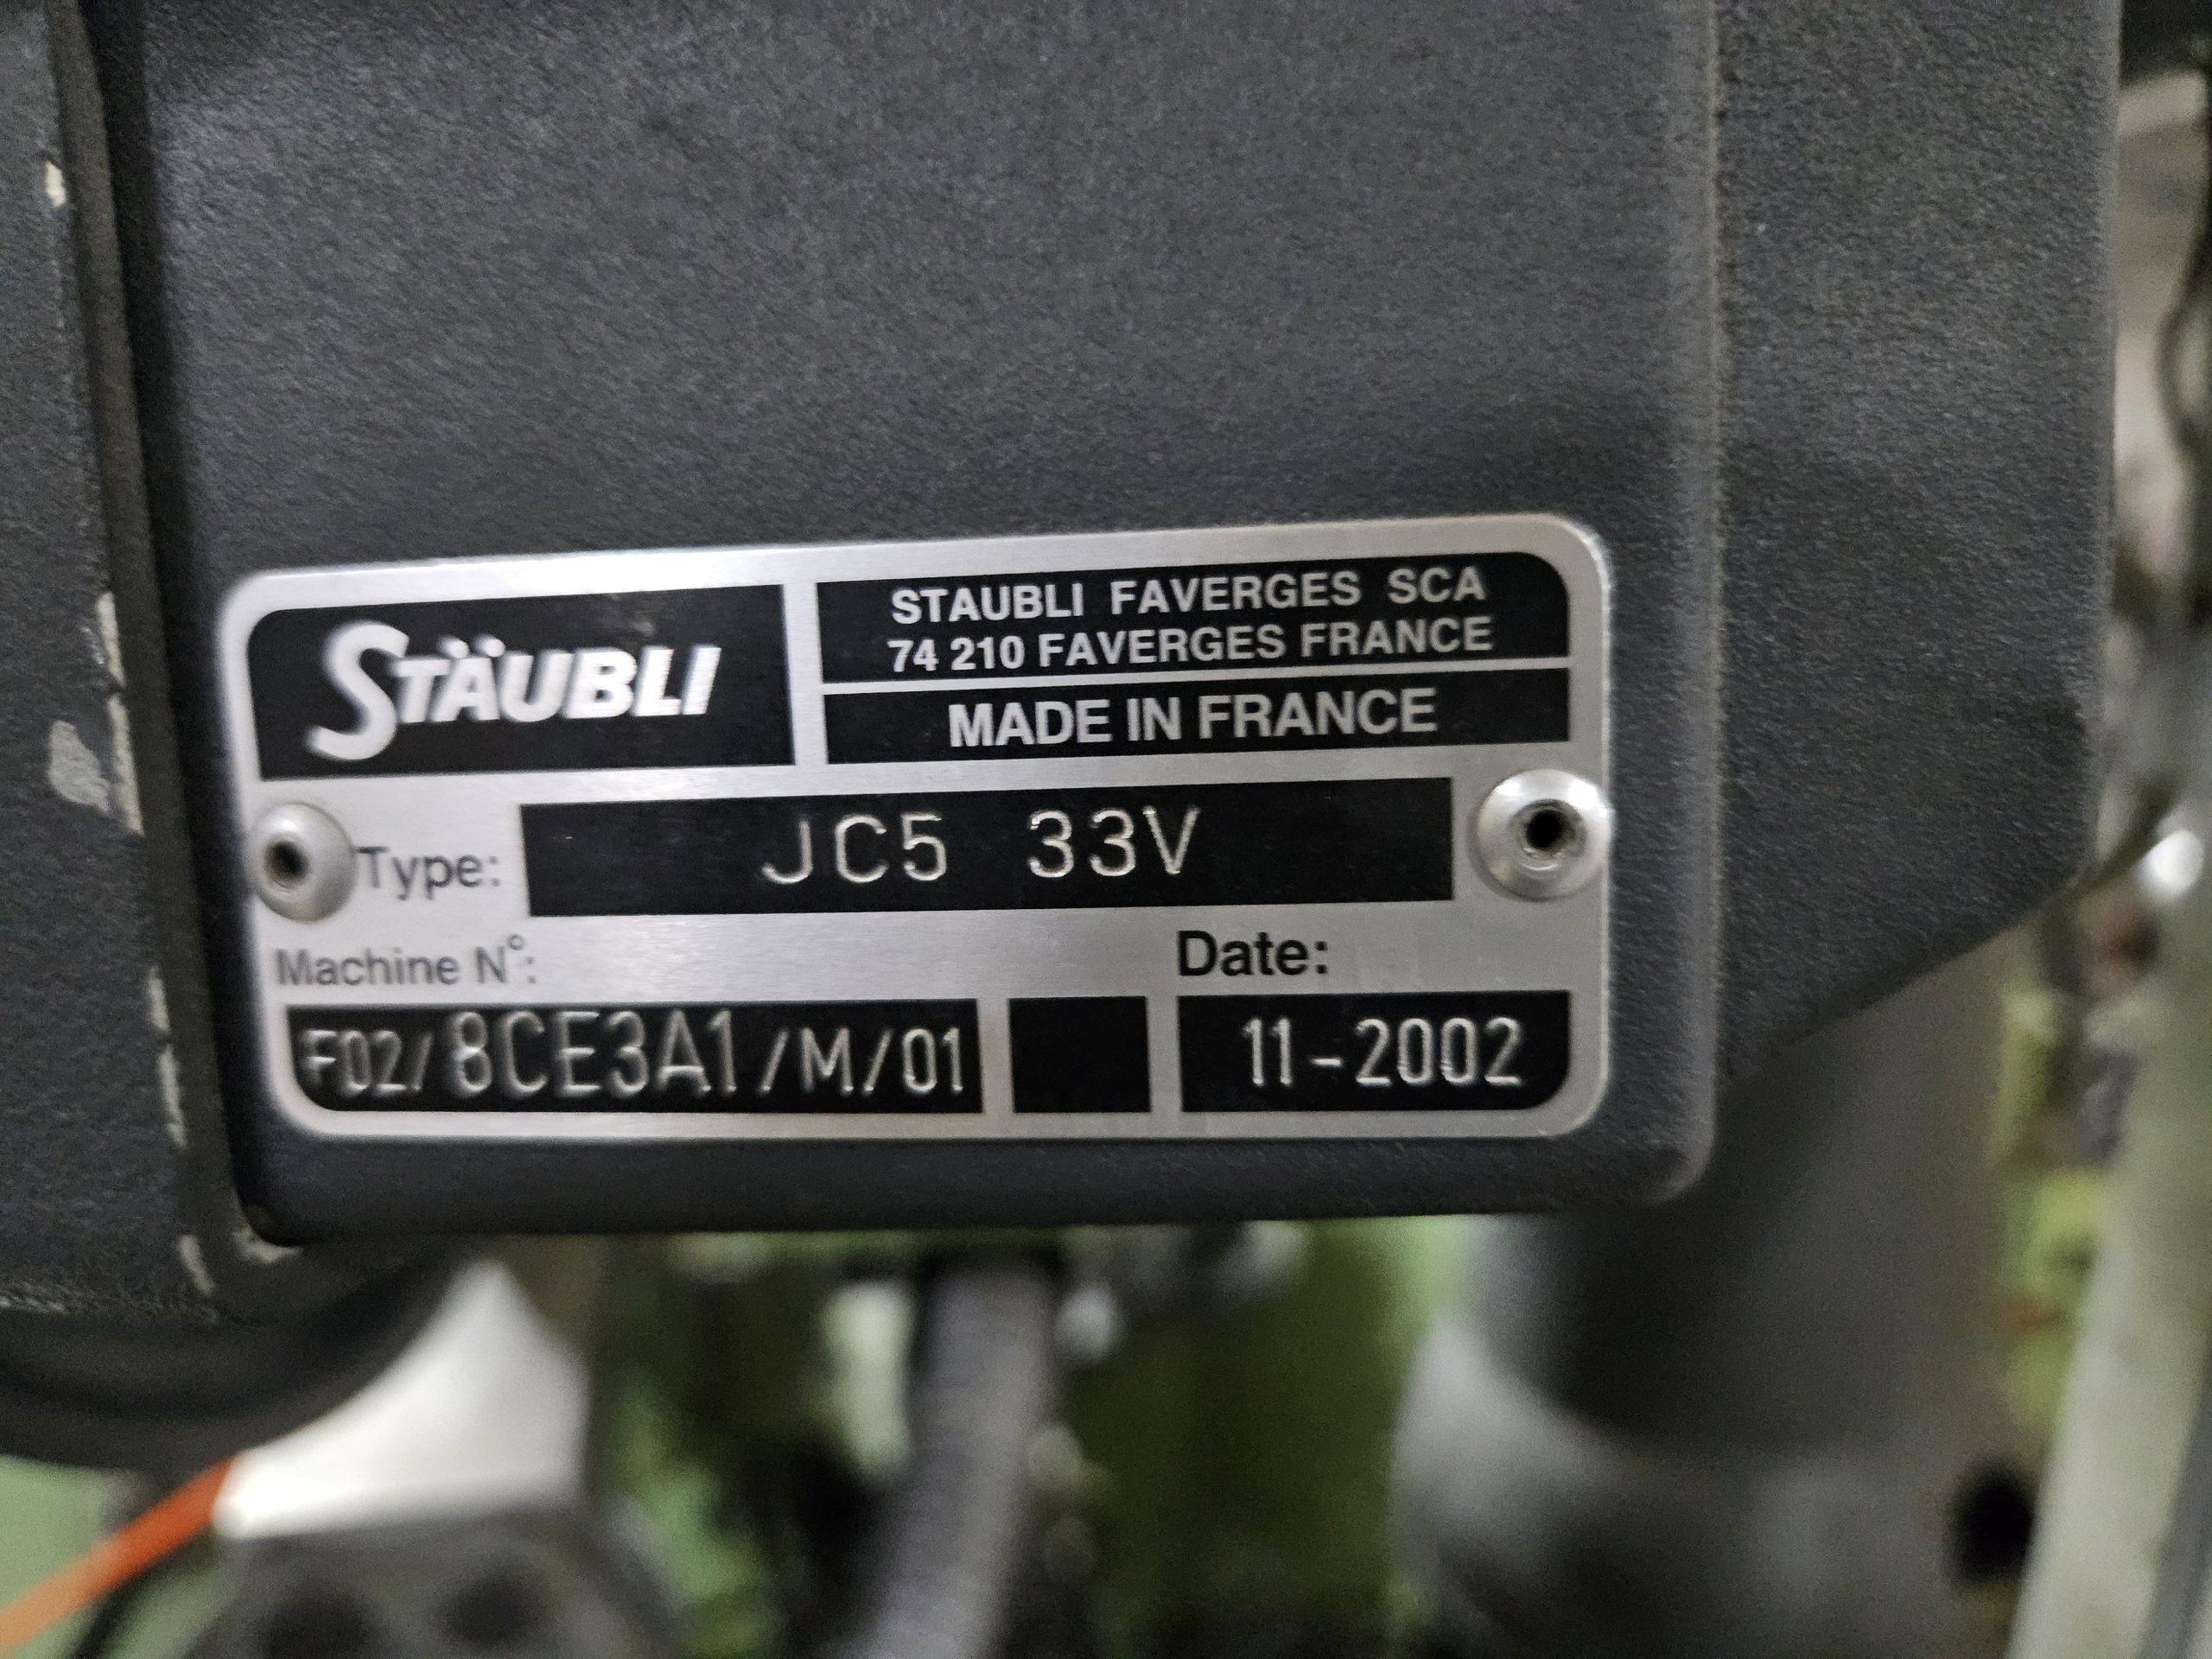 STÄUBLI
STAUBLI FAVERGES SCA
74 210 FAVERGES FRANCE
MADE IN FRANCE
Type: JC5 33V
Machine N°:
F02/8CE3A1/M/01
Date:
11-2002